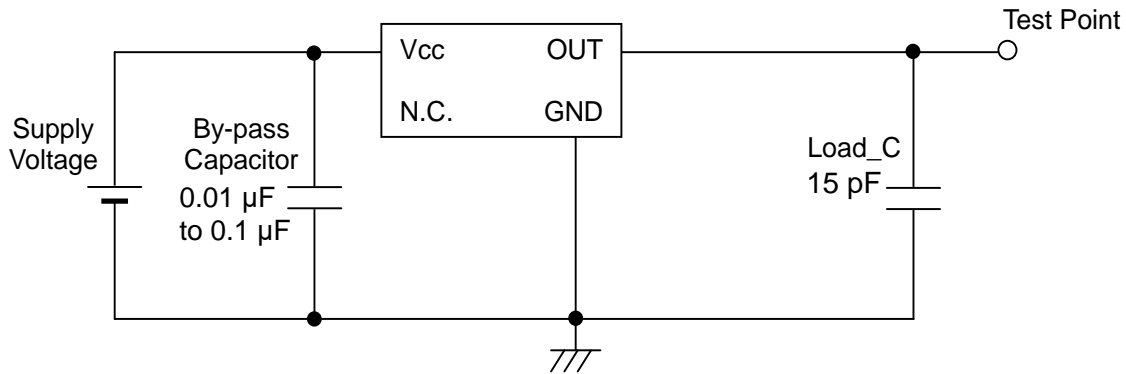 Test Point
Vcc
OUT
N.C.
GND
Supply
Voltage
By-pass
Capacitor
0.01 µF
to 0.1 µF
Load_C
15 pF